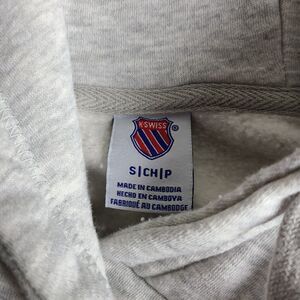 K·SWISS
®
S|CH|P
MADE IN CAMBODIA
HECHO EN CAMBOYA
FABRIQUÉ AU CAMBODGE